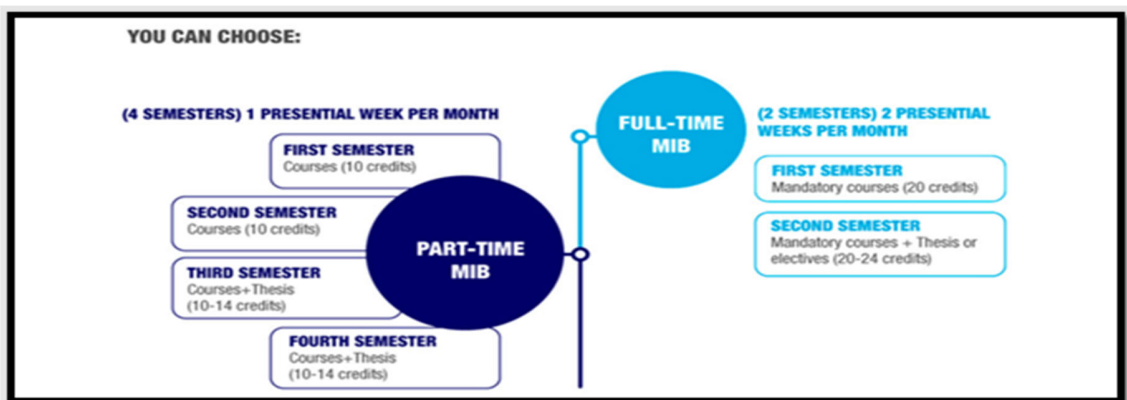 YOU CAN CHOOSE:
(4 SEMESTERS) 1 PRESENTIAL WEEK PER MONTH
FIRST SEMESTER
Courses (10 credits)
SECOND SEMESTER
Courses (10 credits)
THIRD SEMESTER
Courses+Thesis
(10-14 credits)
FOURTH SEMESTER
Courses+Thesis
(10-14 credits)
PART-TIME
MIB
FULL-TIME
MIB
(2 SEMESTERS) 2 PRESENTIAL
WEEKS PER MONTH
FIRST SEMESTER
Mandatory courses (20 credits)
SECOND SEMESTER
Mandatory courses + Thesis or
electives (20-24 credits)